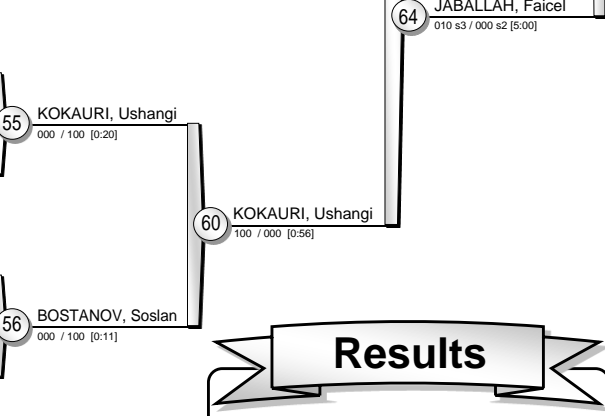 JABALLAH, Faicel
64
010 s3 / 000 s2 [5:00]
KOKAURI, Ushangi
55
000 / 100 [0:20]
KOKAURI, Ushangi
60
100 / 000 [0:56]
BOSTANOV, Soslan
56
000 / 100 [0:11]
Results